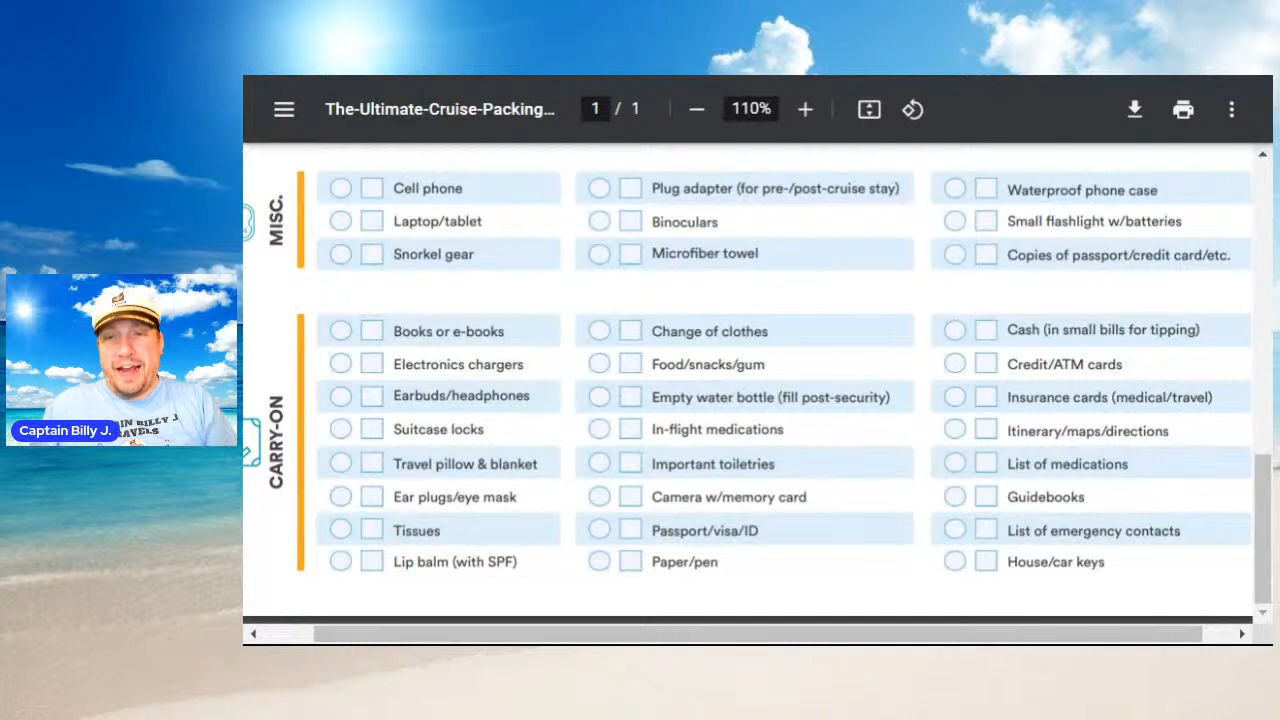 The-Ultimate-Cruise-Packing...
1 / 1
110%
MISC.
Cell phone
Plug adapter (for pre-/post-cruise stay)
Waterproof phone case
Laptop/tablet
Binoculars
Small flashlight w/batteries
Snorkel gear
Microfiber towel
Copies of passport/credit card/etc.
CARRY-ON
Books or e-books
Change of clothes
Cash (in small bills for tipping)
Electronics chargers
Food/snacks/gum
Credit/ATM cards
Earbuds/headphones
Empty water bottle (fill post-security)
Insurance cards (medical/travel)
Suitcase locks
In-flight medications
Itinerary/maps/directions
Travel pillow & blanket
Important toiletries
List of medications
Ear plugs/eye mask
Camera w/memory card
Guidebooks
Tissues
Passport/visa/ID
List of emergency contacts
Lip balm (with SPF)
Paper/pen
House/car keys
Captain Billy J.
BILLY J